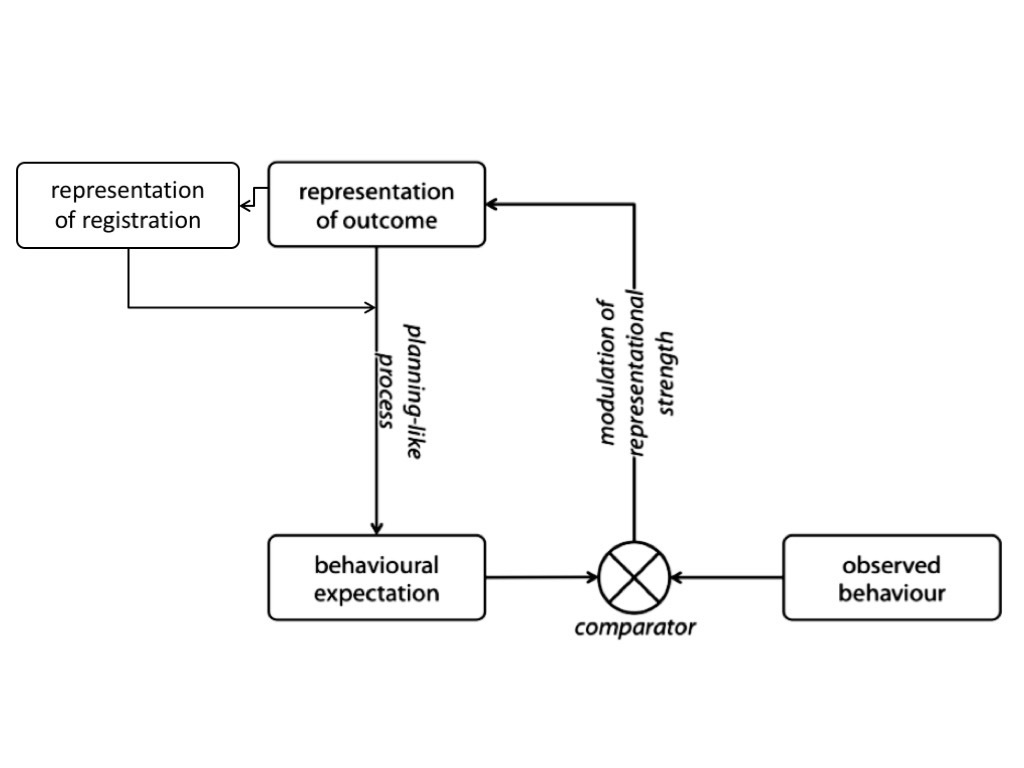 representation
of registration
representation
of outcome
planning-like
process
modulation of
representational
strength
behavioural
expectation
comparator
observed
behaviour